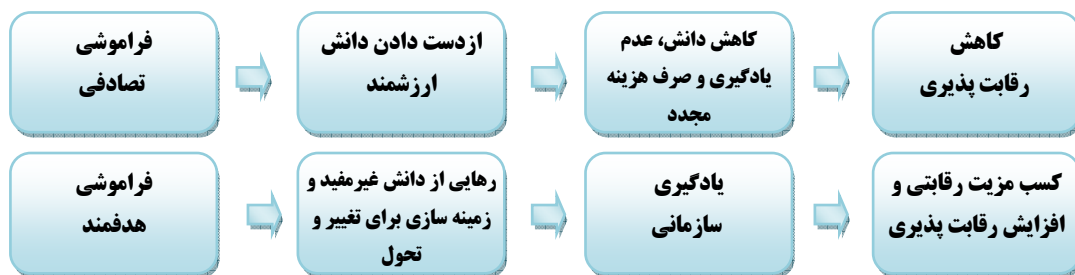 فراموشی
تصادفی
ازدست دادن دانش
ارزشمند
کاهش دانش، عدم
یادگیری و صرف هزینه
مجدد
کاهش
رقابت پذیری
فراموشی
هدفمند
رهایی از دانش غیرمفید و
زمینه سازی برای تغییر و
تحول
یادگیری
سازمانی
کسب مزیت رقابتی و
افزایش رقابت پذیری